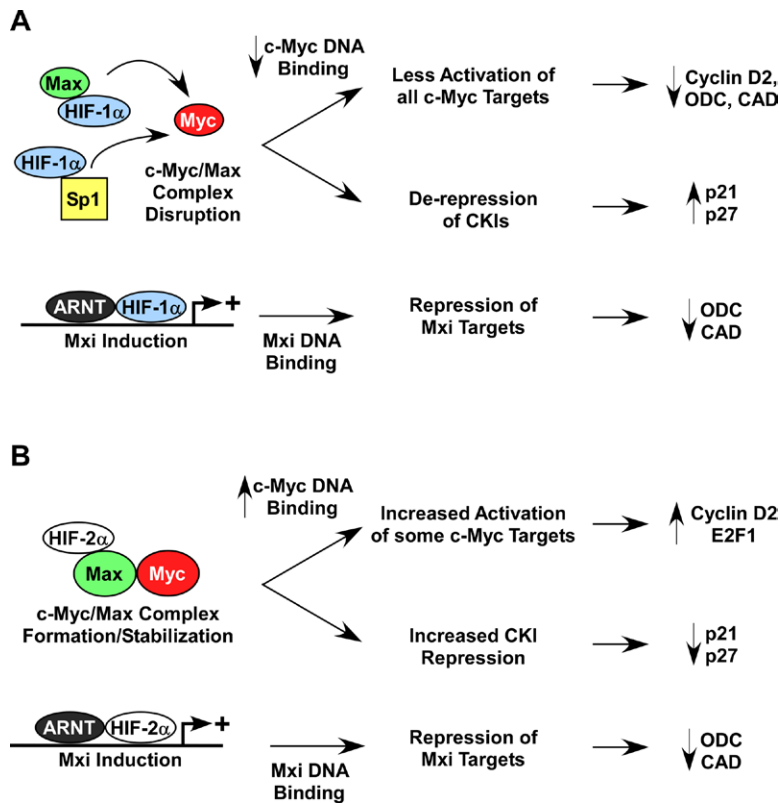 A
Max
HIF-1α
HIF-1α
Sp1
Myc
c-Myc/Max
Complex
Disruption
c-Myc DNA
Binding
Less Activation of
all c-Myc Targets
Cyclin D2,
ODC, CAD
De-repression
of CKIs
p21
p27
ARNT
HIF-1α
+
Mxi Induction
Mxi DNA
Binding
Repression of
Mxi Targets
ODC
CAD
B
HIF-2α
Max
Myc
c-Myc/Max Complex
Formation/Stabilization
c-Myc DNA
Binding
Increased Activation
of some c-Myc Targets
Cyclin D2
E2F1
Increased CKI
Repression
p21
p27
ARNT
HIF-2α
+
Mxi Induction
Mxi DNA
Binding
Repression of
Mxi Targets
ODC
CAD